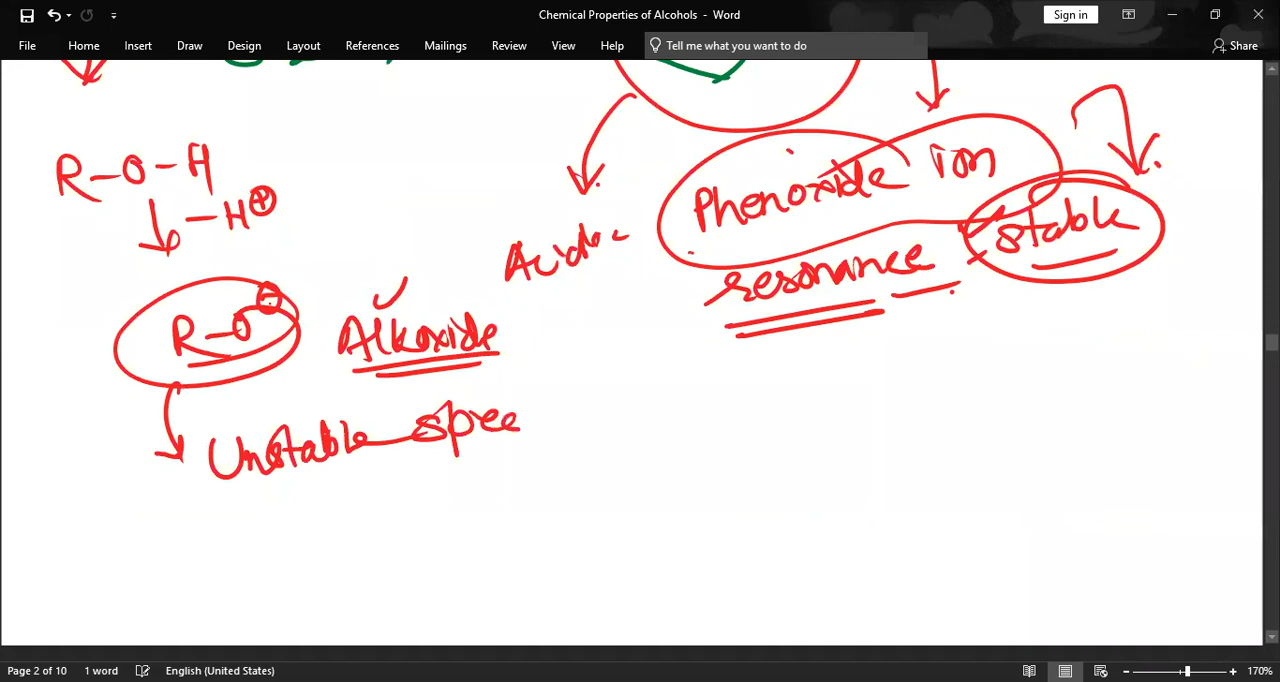 Chemical Properties of Alcohols - Word
Sign in
File Home Insert Draw Design Layout References Mailings Review View Help Tell me what you want to do Share
R-O-H
-H⊕
R-O⊖
Alkoxide
Unstable spee
Acidic
Phenoxide ion
resonance - stable
Page 2 of 10 1 word English (United States) 170%